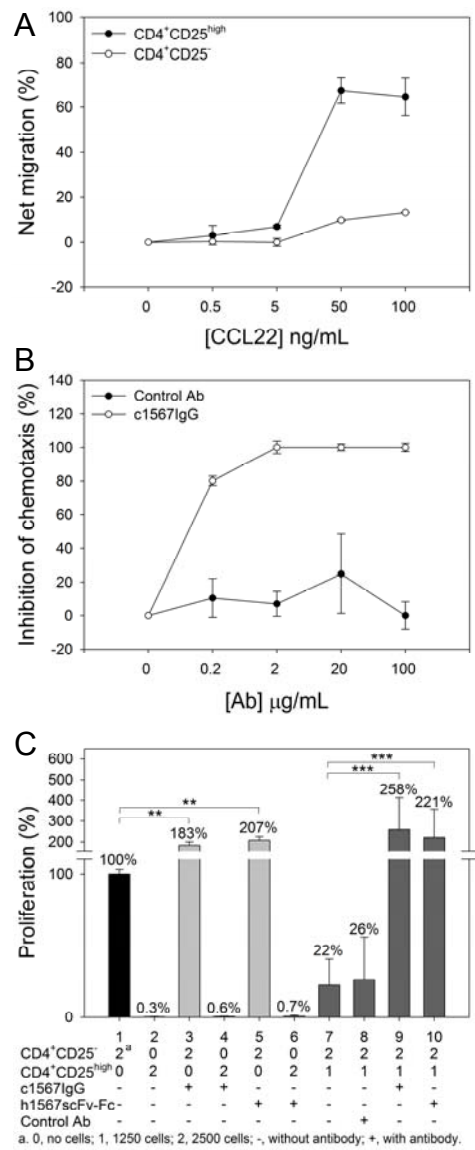 A
CD4⁺CD25ʰⁱᵍʰ
CD4⁺CD25⁻
100
80
60
40
20
0
-20
Net migration (%)
0 0.5 5 50 100
[CCL22] ng/mL
B
Control Ab
c1567IgG
140
120
100
80
60
40
20
0
-20
Inhibition of chemotaxis (%)
0 0.2 2 20 100
[Ab] µg/mL
C
600
500
400
300
200
100
0
Proliferation (%)
*** ***
** **
100% 0.3% 183% 0.6% 207% 0.7% 22% 26% 258% 221%
1 2 3 4 5 6 7 8 9 10
CD4⁺CD25⁻ 2ᵃ 0 2 0 2 0 2 2 2 2
CD4⁺CD25ʰⁱᵍʰ 0 2 0 2 0 2 1 1 1 1
c1567IgG - - + + - - - - + -
h1567scFv-Fc - - - - + + - - - +
Control Ab - - - - - - - + - -
a. 0, no cells; 1, 1250 cells; 2, 2500 cells; -, without antibody; +, with antibody.